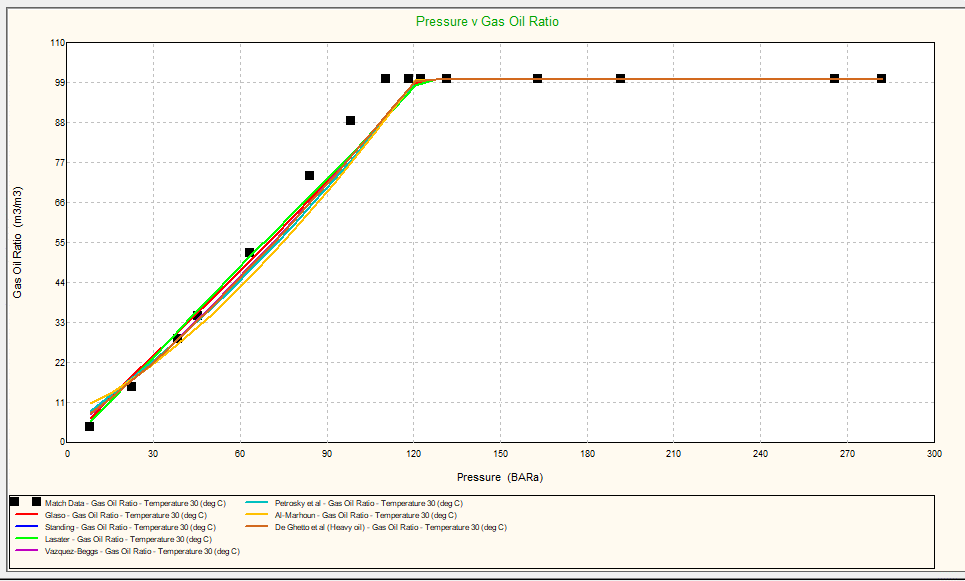 Pressure v Gas Oil Ratio
110
99
88
77
66
55
44
33
22
11
0
Gas Oil Ratio (m3/m3)
0 30 60 90 120 150 180 210 240 270 300
Pressure (BARa)
Match Data - Gas Oil Ratio - Temperature 30 (deg C)
Glaso - Gas Oil Ratio - Temperature 30 (deg C)
Standing - Gas Oil Ratio - Temperature 30 (deg C)
Lasater - Gas Oil Ratio - Temperature 30 (deg C)
Vazquez-Beggs - Gas Oil Ratio - Temperature 30 (deg C)
Petrosky et al - Gas Oil Ratio - Temperature 30 (deg C)
Al-Marhoun - Gas Oil Ratio - Temperature 30 (deg C)
De Ghetto et al (Heavy oil) - Gas Oil Ratio - Temperature 30 (deg C)